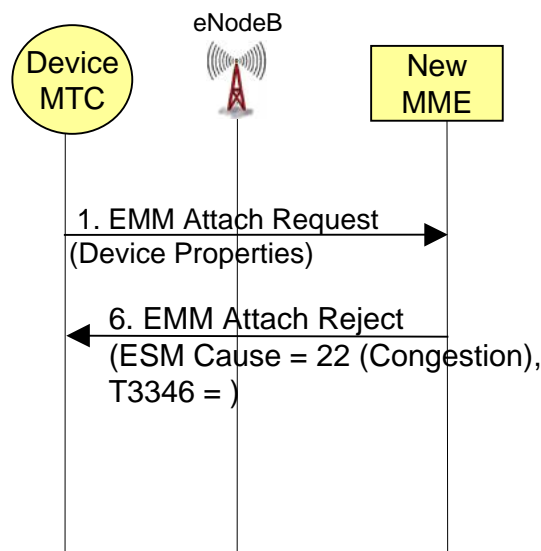 eNodeB
Device
MTC
New
MME
1. EMM Attach Request
(Device Properties)
6. EMM Attach Reject
(ESM Cause = 22 (Congestion),
T3346 = )